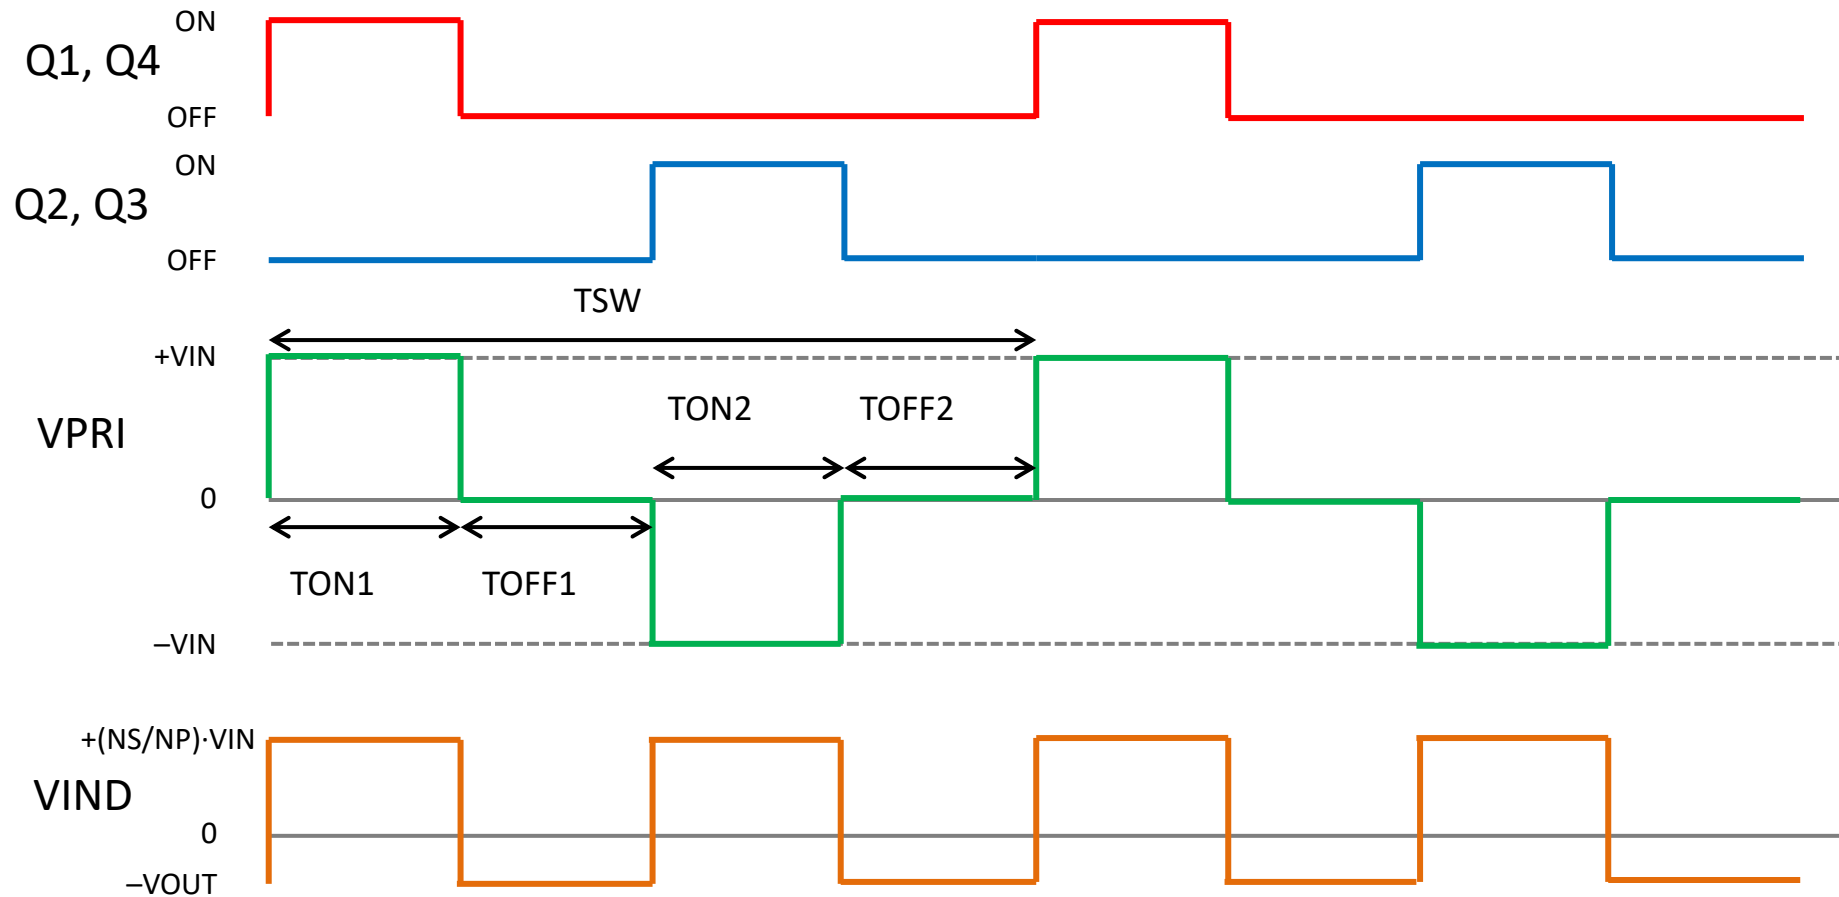 ON
Q1, Q4
OFF
ON
Q2, Q3
OFF
TSW
+VIN
TON2 TOFF2
VPRI
0
TON1 TOFF1
–VIN
+(NS/NP)·VIN
VIND
0
–VOUT